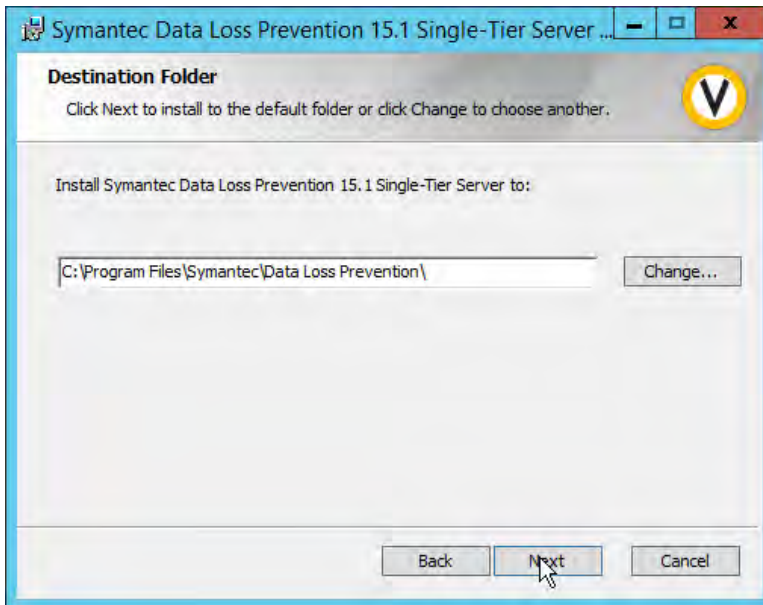 Symantec Data Loss Prevention 15.1 Single-Tier Server ...
Destination Folder
Click Next to install to the default folder or click Change to choose another.
Install Symantec Data Loss Prevention 15.1 Single-Tier Server to:
C:\Program Files\Symantec\Data Loss Prevention\
Change...
Back
Next
Cancel